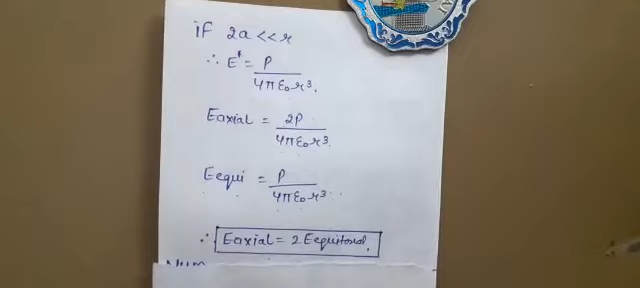 if 2a << r
∴ E = P / 4πε₀r³.
Eaxial = 2P / 4πε₀r³.
Eequi = P / 4πε₀r³.
∴ Eaxial = 2 Eequitorial.